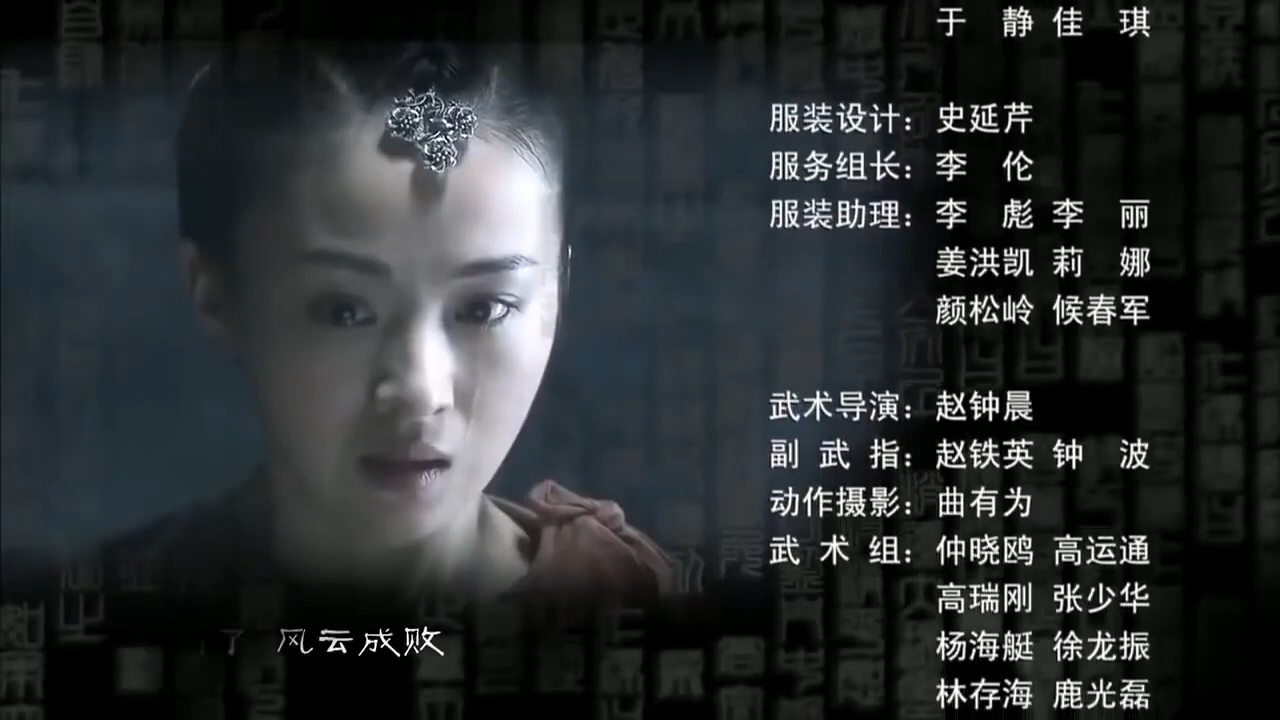 于 静 佳 琪
服装设计：史延芹
服务组长：李 伦
服装助理：李 彪 李 丽
姜洪凯 莉 娜
颜松岭 候春军
武术导演：赵钟晨
副 武 指：赵铁英 钟 波
动作摄影：曲有为
武 术 组：仲晓鸥 高运通
高瑞刚 张少华
杨海艇 徐龙振
林存海 鹿光磊
了 风云成败